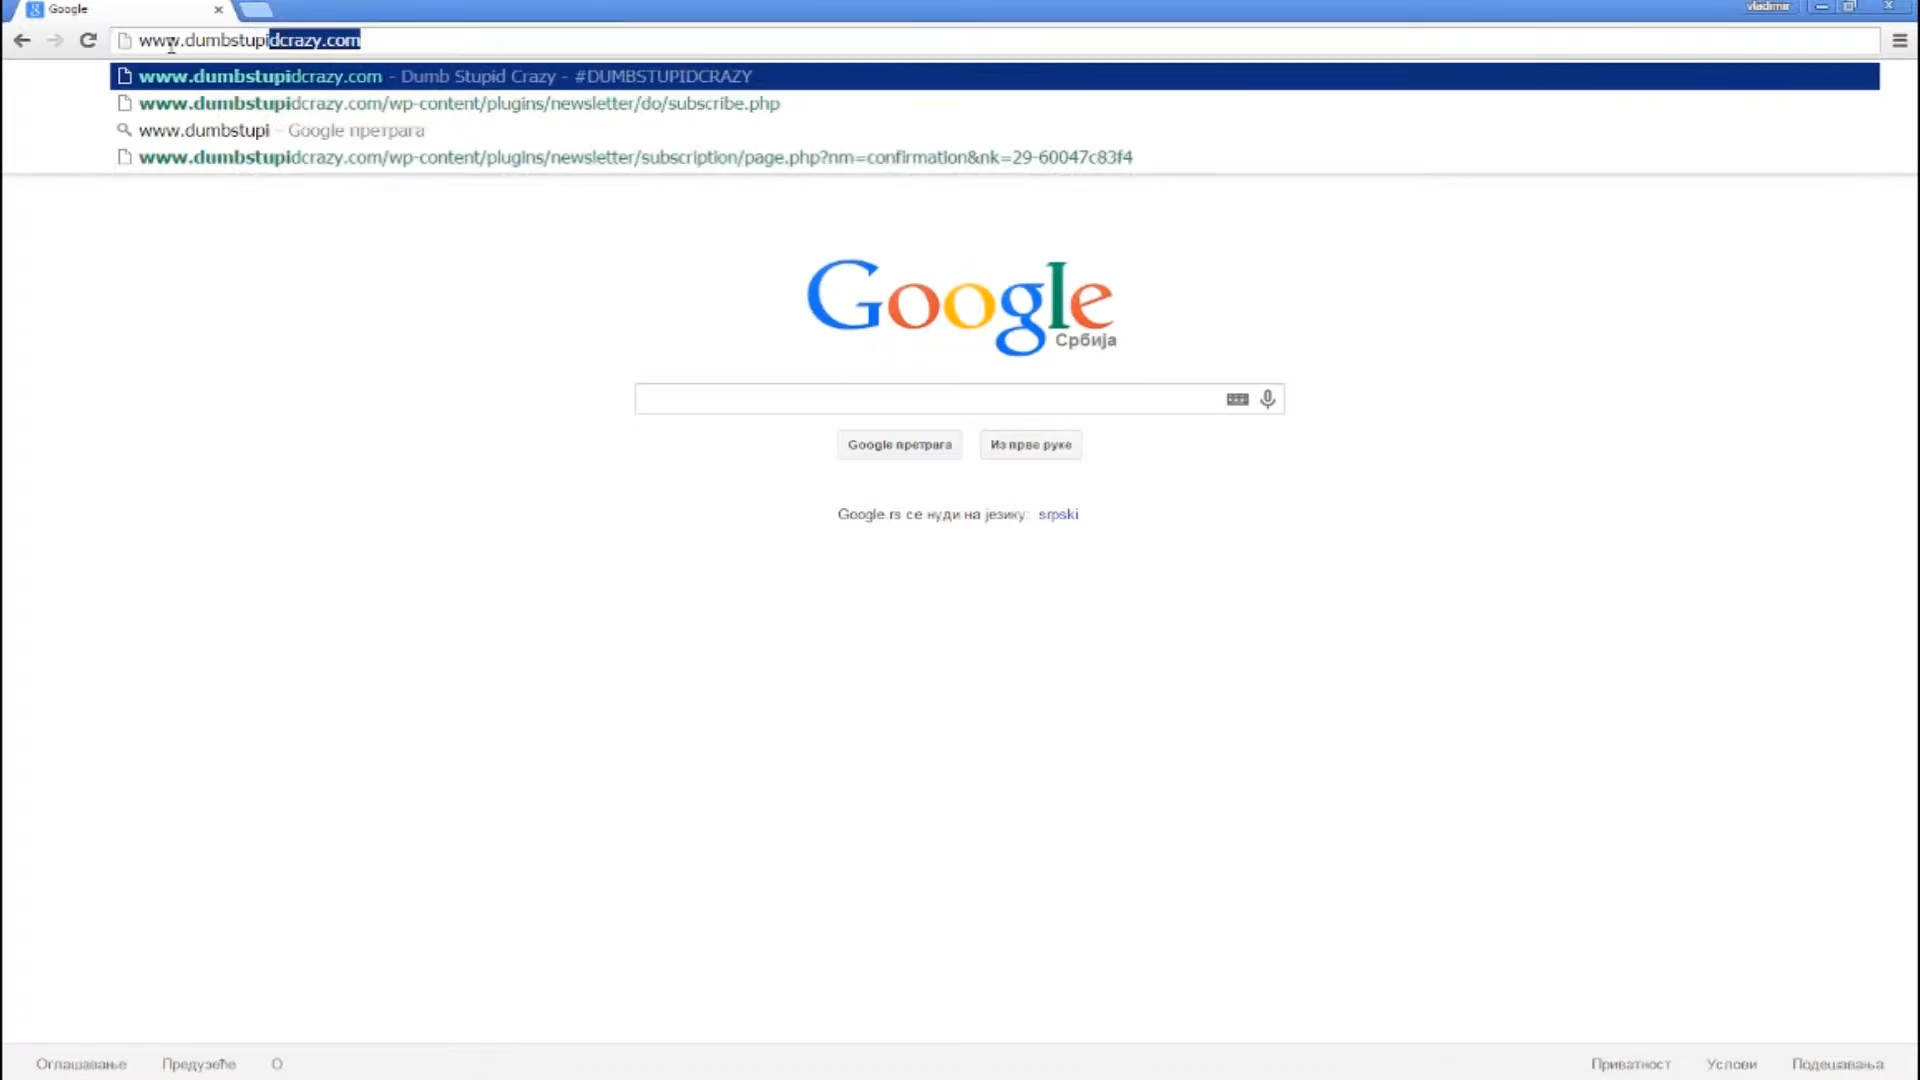 Google
vladimir
www.dumbstupidcrazy.com
www.dumbstupidcrazy.com - Dumb Stupid Crazy - #DUMBSTUPIDCRAZY
www.dumbstupidcrazy.com/wp-content/plugins/newsletter/do/subscribe.php
www.dumbstupi - Google претрага
www.dumbstupidcrazy.com/wp-content/plugins/newsletter/subscription/page.php?nm=confirmation&nk=29-60047c83f4
Google
Србија
Google претрага Из прве руке
Google.rs се нуди на језику: srpski
Оглашавање Предузеће О Приватност Услови Подешавања